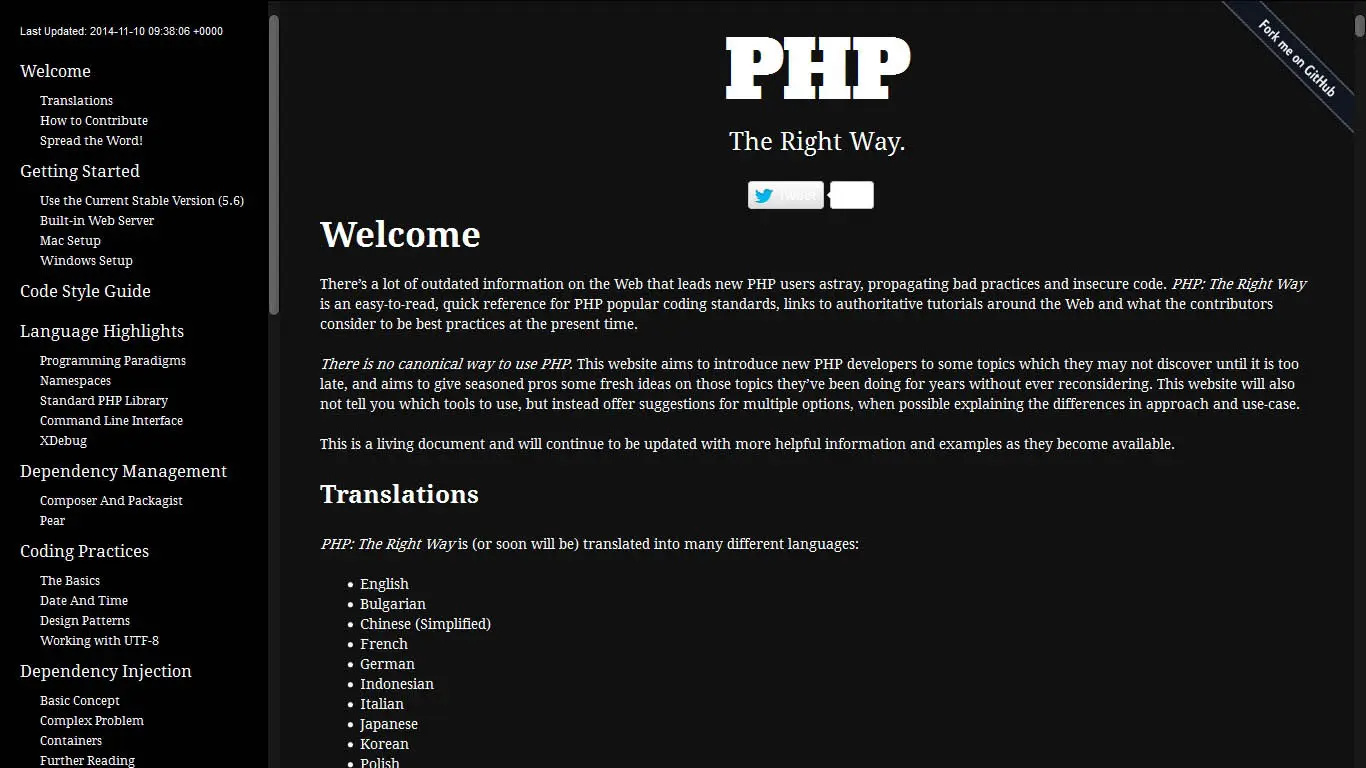 Last Updated: 2014-11-10 09:38:06 +0000
Welcome
Translations
How to Contribute
Spread the Word!
Getting Started
Use the Current Stable Version (5.6)
Built-in Web Server
Mac Setup
Windows Setup
Code Style Guide
Language Highlights
Programming Paradigms
Namespaces
Standard PHP Library
Command Line Interface
XDebug
Dependency Management
Composer And Packagist
Pear
Coding Practices
The Basics
Date And Time
Design Patterns
Working with UTF-8
Dependency Injection
Basic Concept
Complex Problem
Containers
Further Reading
PHP
The Right Way.
Tweet
Fork me on GitHub
Welcome
There’s a lot of outdated information on the Web that leads new PHP users astray, propagating bad practices and insecure code. PHP: The Right Way
is an easy-to-read, quick reference for PHP popular coding standards, links to authoritative tutorials around the Web and what the contributors
consider to be best practices at the present time.
There is no canonical way to use PHP. This website aims to introduce new PHP developers to some topics which they may not discover until it is too
late, and aims to give seasoned pros some fresh ideas on those topics they’ve been doing for years without ever reconsidering. This website will also
not tell you which tools to use, but instead offer suggestions for multiple options, when possible explaining the differences in approach and use-case.
This is a living document and will continue to be updated with more helpful information and examples as they become available.
Translations
PHP: The Right Way is (or soon will be) translated into many different languages:
English
Bulgarian
Chinese (Simplified)
French
German
Indonesian
Italian
Japanese
Korean
Polish